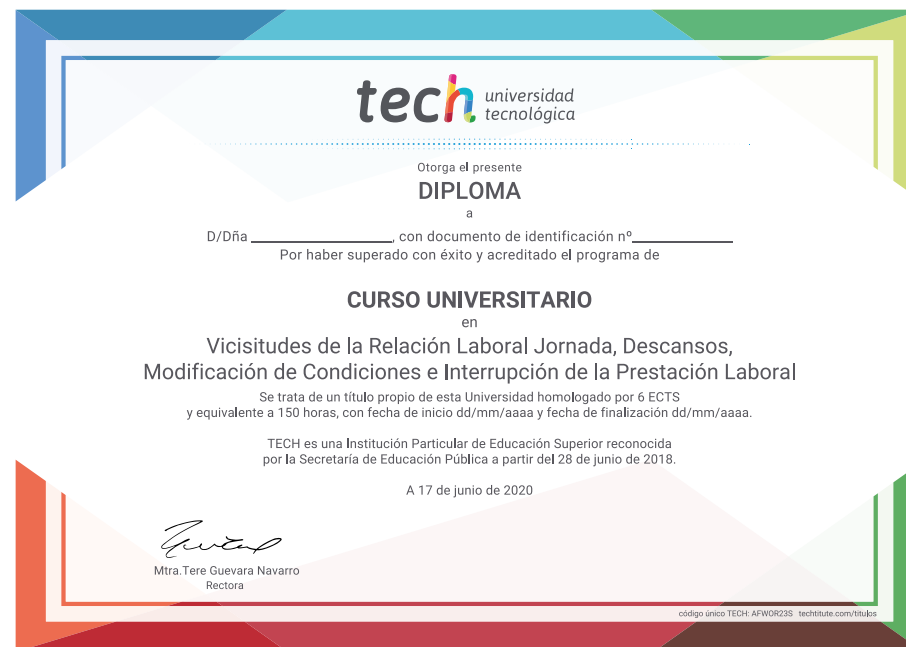 tech universidad
tecnológica
Otorga el presente
DIPLOMA
a
D/Dña , con documento de identificación nº
Por haber superado con éxito y acreditado el programa de
CURSO UNIVERSITARIO
en
Vicisitudes de la Relación Laboral Jornada, Descansos,
Modificación de Condiciones e Interrupción de la Prestación Laboral
Se trata de un título propio de esta Universidad homologado por 6 ECTS
y equivalente a 150 horas, con fecha de inicio dd/mm/aaaa y fecha de finalización dd/mm/aaaa.
TECH es una Institución Particular de Educación Superior reconocida
por la Secretaría de Educación Pública a partir del 28 de junio de 2018.
A 17 de junio de 2020
Mtra.Tere Guevara Navarro
Rectora
código único TECH: AFWOR23S techtitute.com/titulos